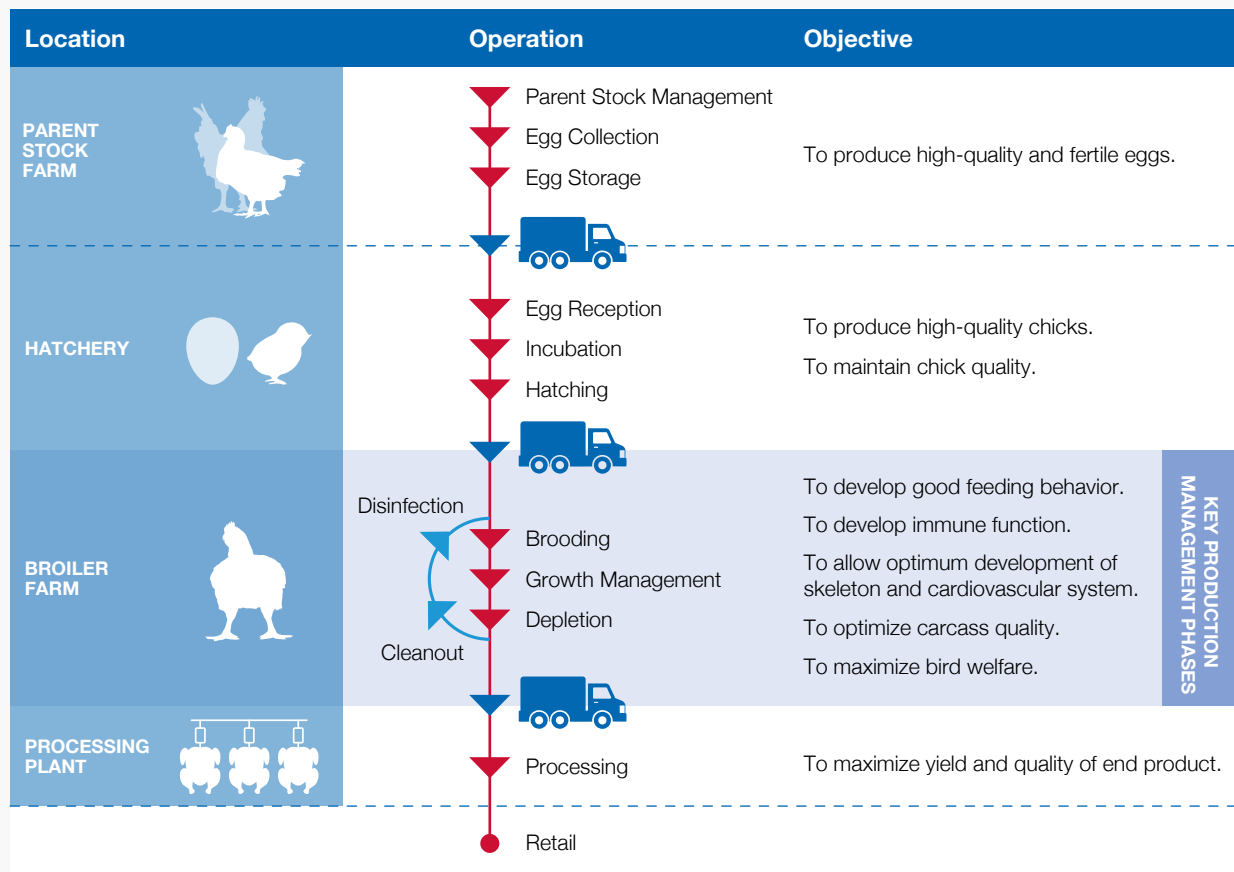 Location
Operation
Objective
PARENT
STOCK
FARM
Parent Stock Management
Egg Collection
Egg Storage
To produce high-quality and fertile eggs.
HATCHERY
Egg Reception
Incubation
Hatching
To produce high-quality chicks.
To maintain chick quality.
BROILER
FARM
Disinfection
Brooding
Growth Management
Depletion
Cleanout
To develop good feeding behavior.
To develop immune function.
To allow optimum development of
skeleton and cardiovascular system.
To optimize carcass quality.
To maximize bird welfare.
KEY PRODUCTION
MANAGEMENT PHASES
PROCESSING
PLANT
Processing
To maximize yield and quality of end product.
Retail